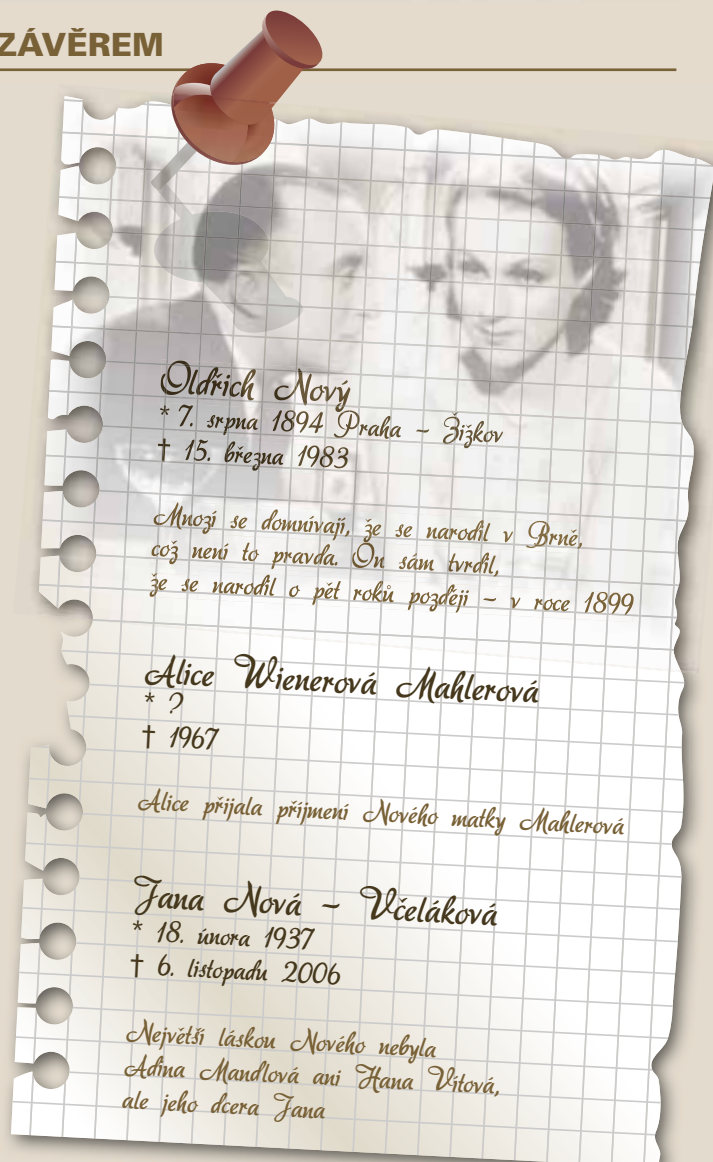 ZÁVĚREM
Oldřich Nový
* 7. srpna 1894 Praha – Žižkov
† 15. března 1983
Mnozí se domnívají, že se narodil v Brně,
což není to pravda. On sám tvrdil,
že se narodil o pět roků později – v roce 1899
Alice Wienerová Mahlerová
* ?
† 1967
Alice přijala příjmení Nového matky Mahlerová
Jana Nová – Včeláková
* 18. února 1937
† 6. listopadu 2006
Největší láskou Nového nebyla
Adina Mandlová ani Hana Vítová,
ale jeho dcera Jana